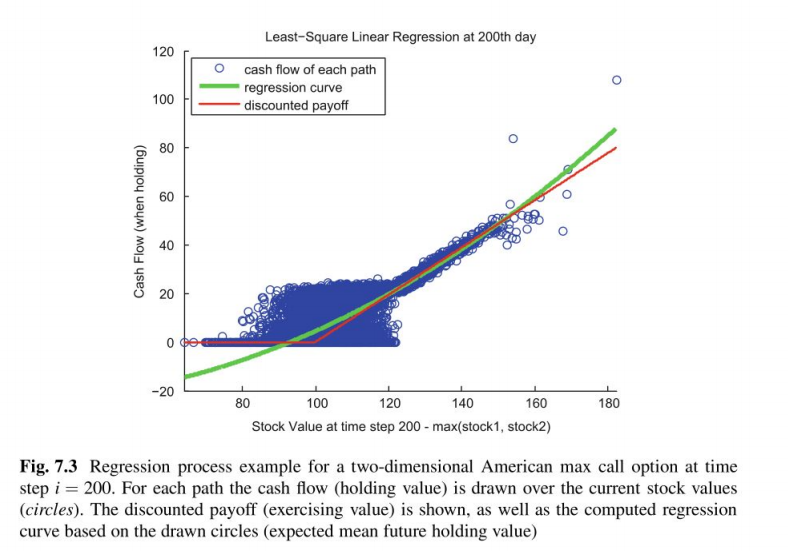 Least−Square Linear Regression at 200th day
120
100
80
60
40
20
0
−20
Cash Flow (when holding)
cash flow of each path
regression curve
discounted payoff
80 100 120 140 160 180
Stock Value at time step 200 - max(stock1, stock2)
Fig. 7.3 Regression process example for a two-dimensional American max call option at time
step i = 200. For each path the cash flow (holding value) is drawn over the current stock values
(circles). The discounted payoff (exercising value) is shown, as well as the computed regression
curve based on the drawn circles (expected mean future holding value)